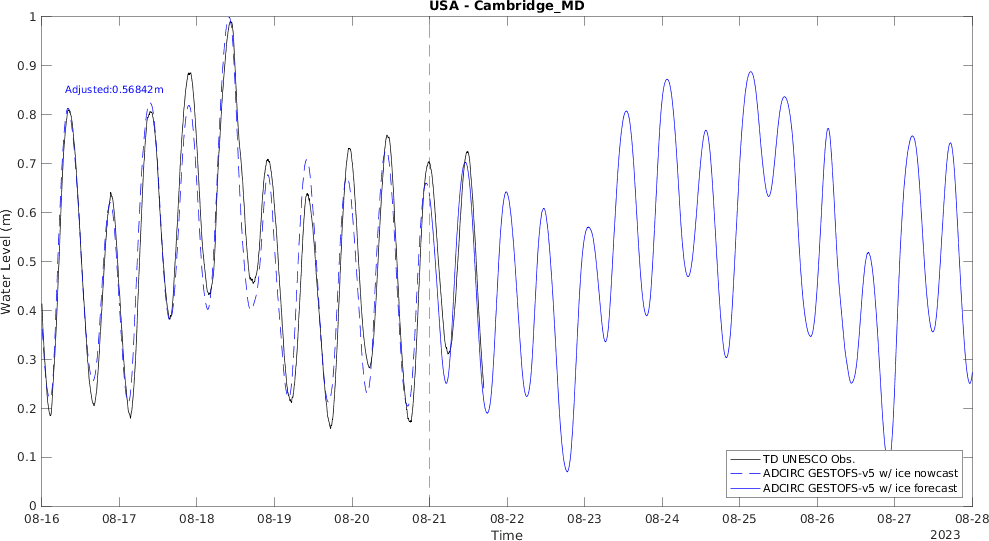 USA - Cambridge_MD
Adjusted:0.56842m
Water Level (m)
1
0.9
0.8
0.7
0.6
0.5
0.4
0.3
0.2
0.1
0
TD UNESCO Obs.
ADCIRC GESTOFS-v5 w/ ice nowcast
ADCIRC GESTOFS-v5 w/ ice forecast
08-16 08-17 08-18 08-19 08-20 08-21 08-22 08-23 08-24 08-25 08-26 08-27 08-28
Time
2023